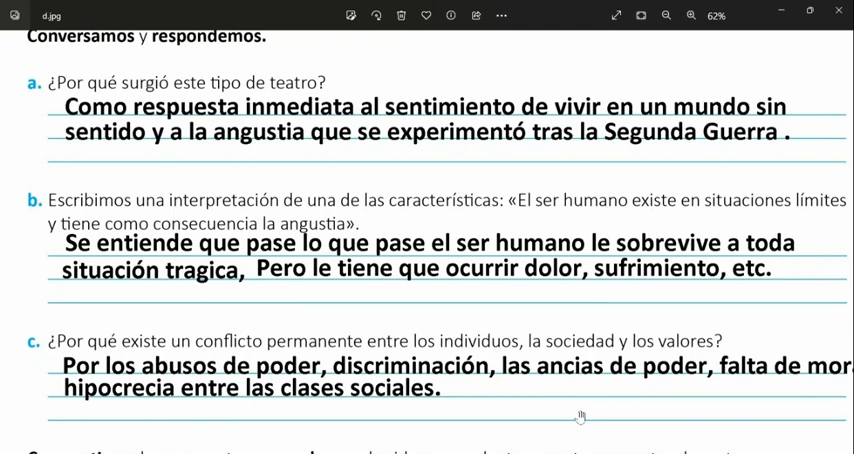 d.jpg
62%
Conversamos y respondemos.
a. ¿Por qué surgió este tipo de teatro?
Como respuesta inmediata al sentimiento de vivir en un mundo sin
sentido y a la angustia que se experimentó tras la Segunda Guerra .
b. Escribimos una interpretación de una de las características: «El ser humano existe en situaciones límites
y tiene como consecuencia la angustia».
Se entiende que pase lo que pase el ser humano le sobrevive a toda
situación tragica, Pero le tiene que ocurrir dolor, sufrimiento, etc.
c. ¿Por qué existe un conflicto permanente entre los individuos, la sociedad y los valores?
Por los abusos de poder, discriminación, las ancias de poder, falta de
hipocrecia entre las clases sociales.